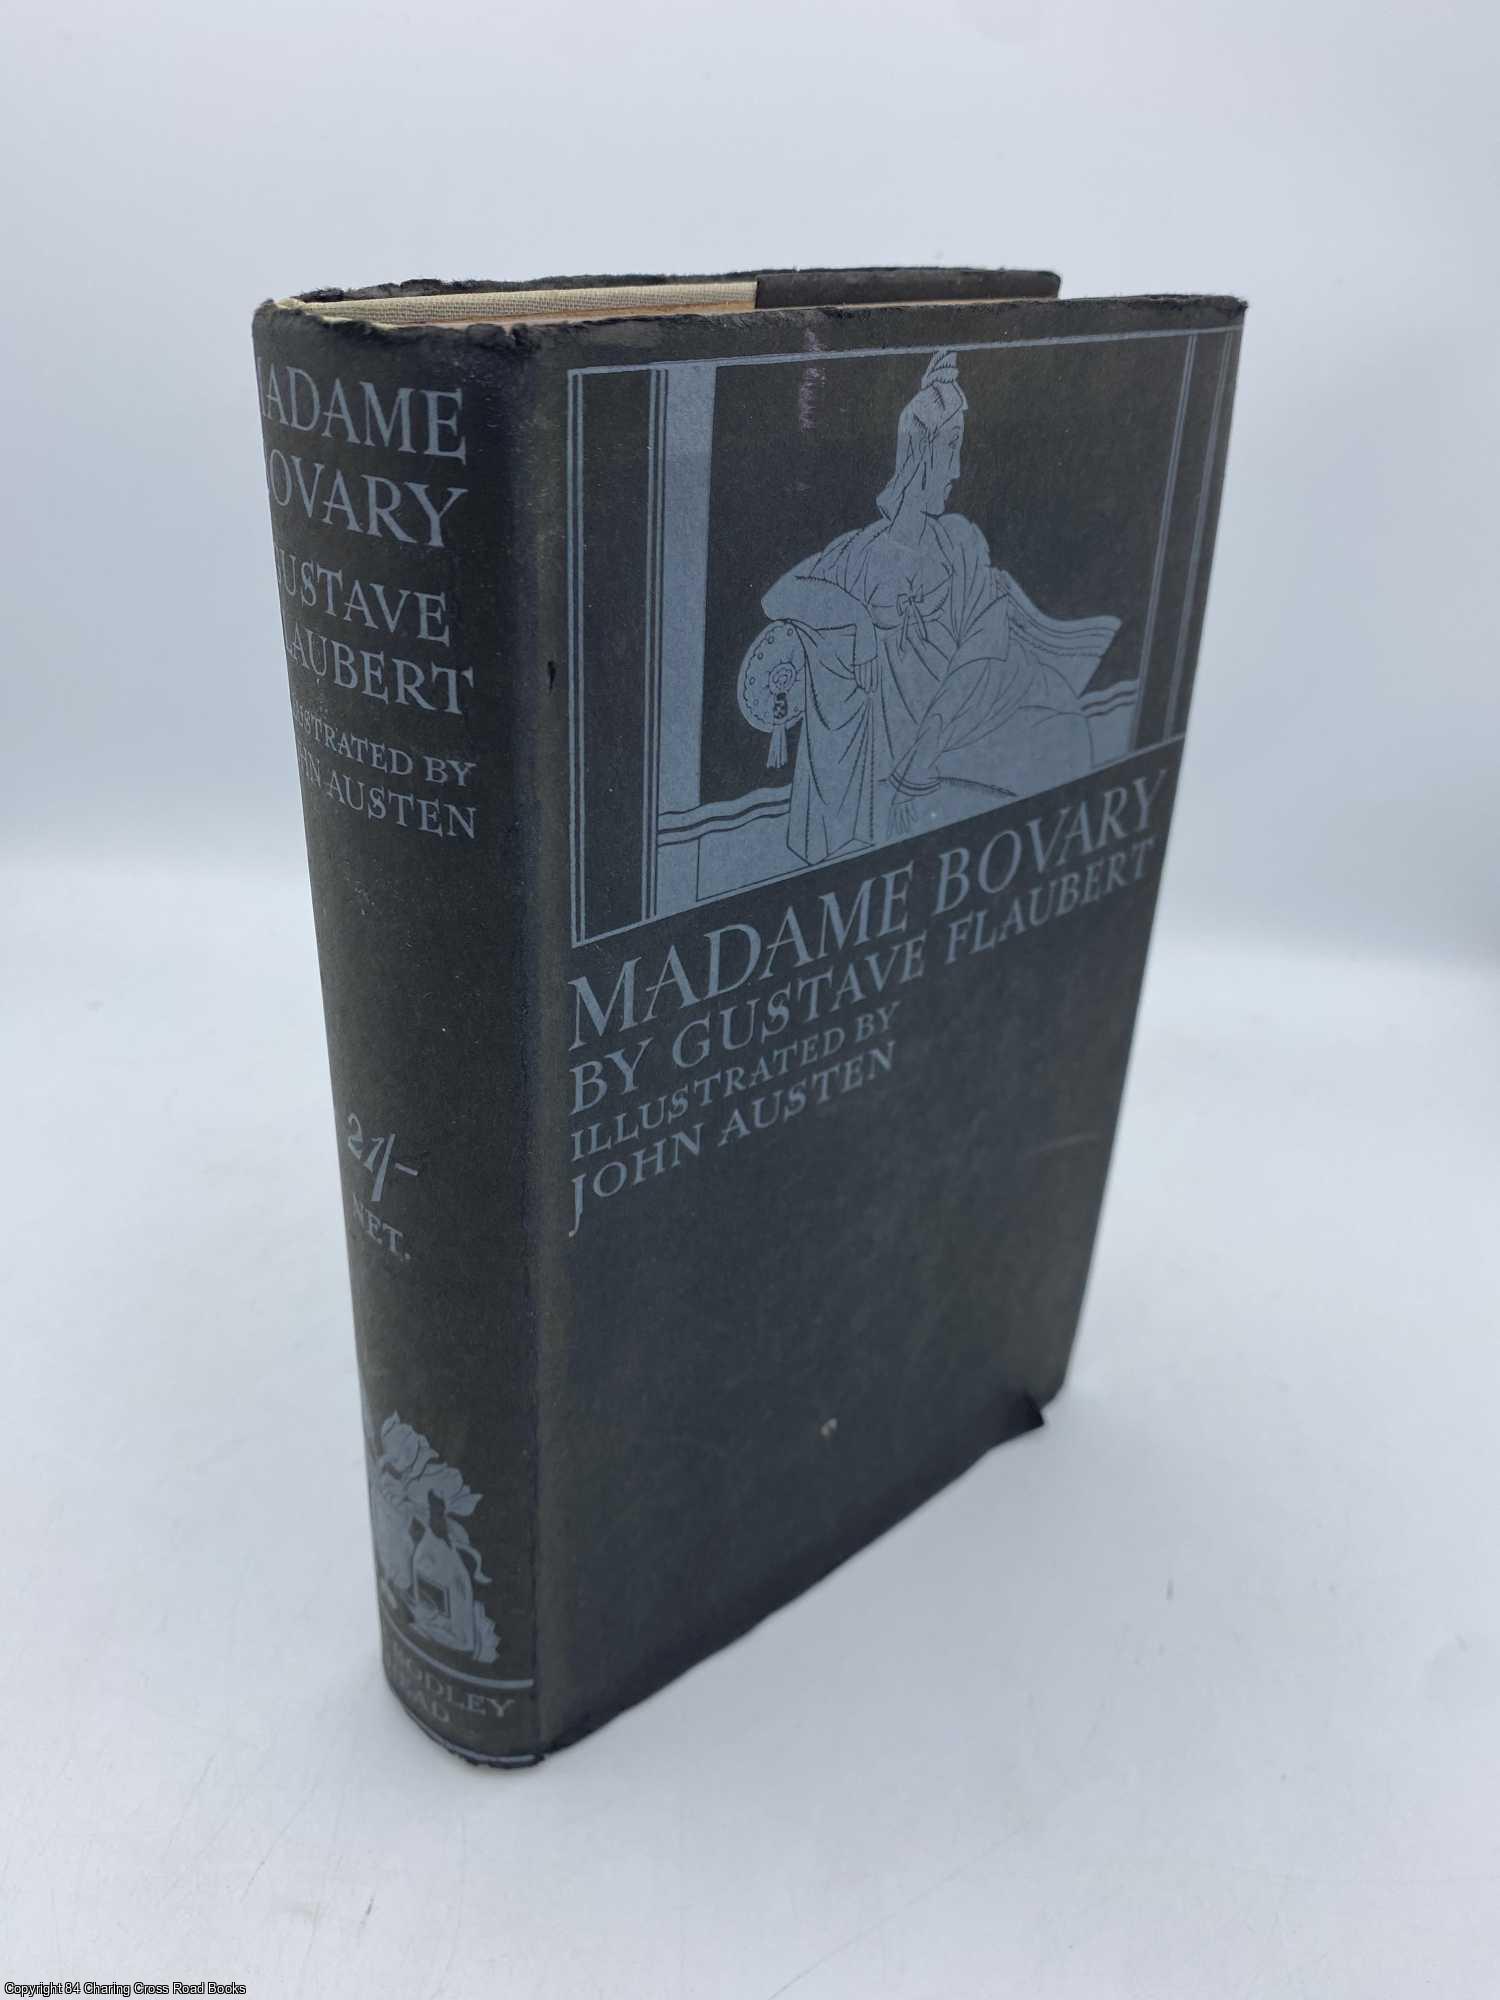 MADAME
BOVARY
GUSTAVE
FLAUBERT
ILLUSTRATED BY
JOHN AUSTEN
21/-
NET.
BODLEY
HEAD
MADAME BOVARY
BY GUSTAVE FLAUBERT
ILLUSTRATED BY
JOHN AUSTEN
Copyright 84 Charing Cross Road Books